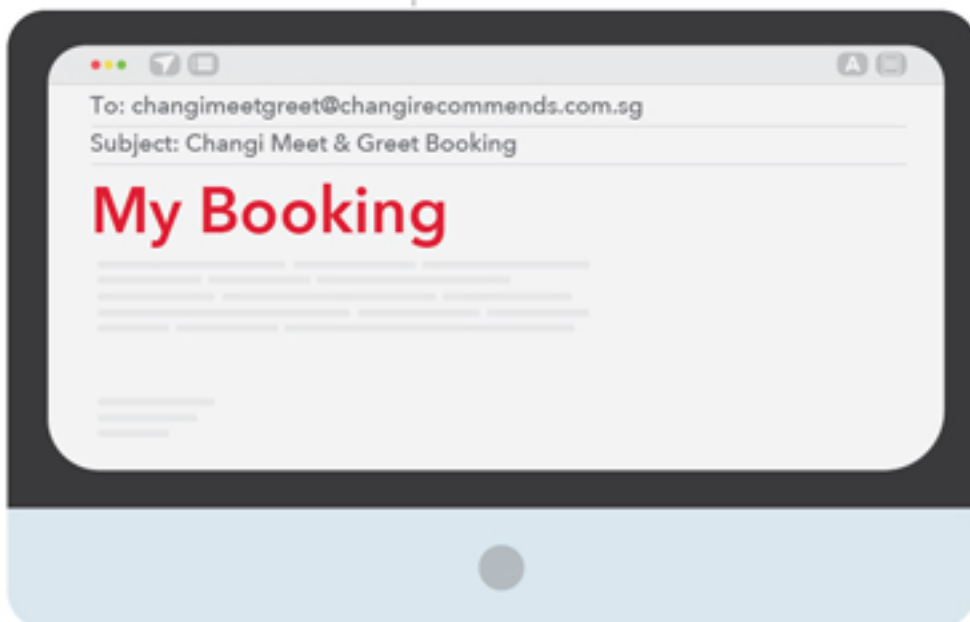 To: changimeetgreet@changirecommends.com.sg
Subject: Changi Meet & Greet Booking
My Booking